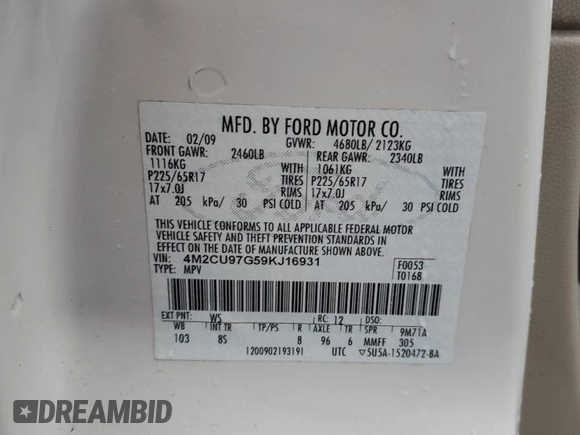 MFD. BY FORD MOTOR CO.
DATE: 02/09 GVWR: 4680LB/ 2123KG
FRONT GAWR: 2460LB REAR GAWR: 2340LB
1116KG WITH 1061KG WITH
P225/65R17 TIRES P225/65R17 TIRES
17x7.0J RIMS 17x7.0J RIMS
AT 205 kPa/ 30 PSI COLD AT 205 kPa/ 30 PSI COLD
THIS VEHICLE CONFORMS TO ALL APPLICABLE FEDERAL MOTOR
VEHICLE SAFETY AND THEFT PREVENTION STANDARDS IN
EFFECT ON THE DATE OF MANUFACTURE SHOWN ABOVE.
VIN: 4M2CU97G59KJ16931 F0053
TYPE: MPV T0168
EXT PNT: WS RC: 12 DSO:
WB INT TR TP/PS R AXLE TR SPR 9M71A
103 8S 8 96 6 MMFF 305
1200902193191 UTC ▽5U5A-1520472-BA
Ford
DREAMBID